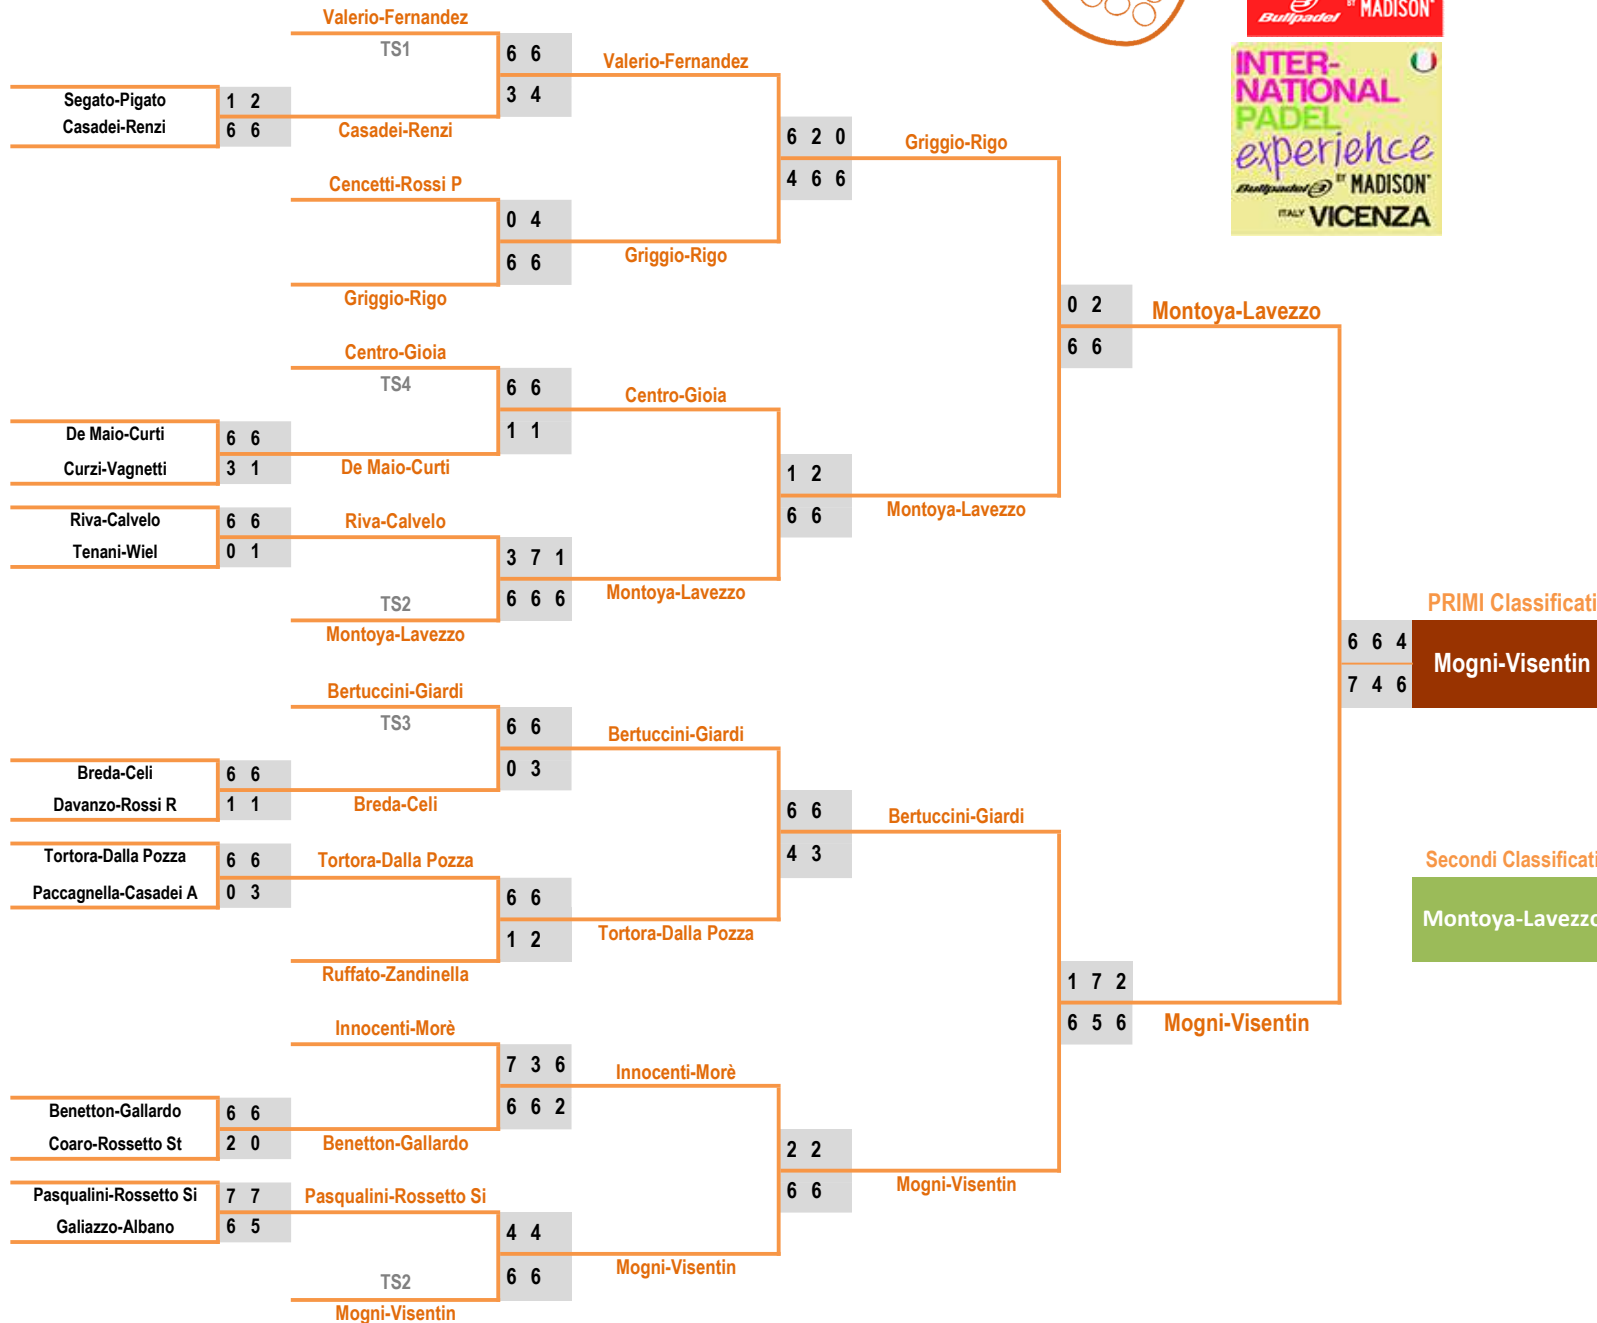 Bullpadel BY MADISON
INTER-
NATIONAL
PADEL
experience
Bullpadel BY MADISON
ITALY VICENZA
Valerio-Fernandez
TS1
6 6
3 4
Segato-Pigato 1 2
Casadei-Renzi 6 6
Casadei-Renzi
Valerio-Fernandez
6 2 0
4 6 6
Cencetti-Rossi P
0 4
6 6
Griggio-Rigo
Griggio-Rigo
Griggio-Rigo
0 2
6 6
Centro-Gioia
TS4
6 6
1 1
De Maio-Curti 6 6
Curzi-Vagnetti 3 1
De Maio-Curti
Centro-Gioia
1 2
6 6
Riva-Calvelo 6 6
Tenani-Wiel 0 1
Riva-Calvelo
3 7 1
6 6 6
TS2
Montoya-Lavezzo
Montoya-Lavezzo
Montoya-Lavezzo
Montoya-Lavezzo
6 6 4
7 4 6
PRIMI Classificati
Mogni-Visentin
Bertuccini-Giardi
TS3
6 6
0 3
Breda-Celi 6 6
Davanzo-Rossi R 1 1
Breda-Celi
Bertuccini-Giardi
6 6
4 3
Tortora-Dalla Pozza 6 6
Paccagnella-Casadei A 0 3
Tortora-Dalla Pozza
6 6
1 2
Ruffato-Zandinella
Tortora-Dalla Pozza
Bertuccini-Giardi
1 7 2
6 5 6
Secondi Classificati
Montoya-Lavezzo
Innocenti-Morè
7 3 6
6 6 2
Benetton-Gallardo 6 6
Coaro-Rossetto St 2 0
Benetton-Gallardo
Innocenti-Morè
2 2
6 6
Pasqualini-Rossetto Si 7 7
Galiazzo-Albano 6 5
Pasqualini-Rossetto Si
4 4
6 6
TS2
Mogni-Visentin
Mogni-Visentin
Mogni-Visentin
Mogni-Visentin